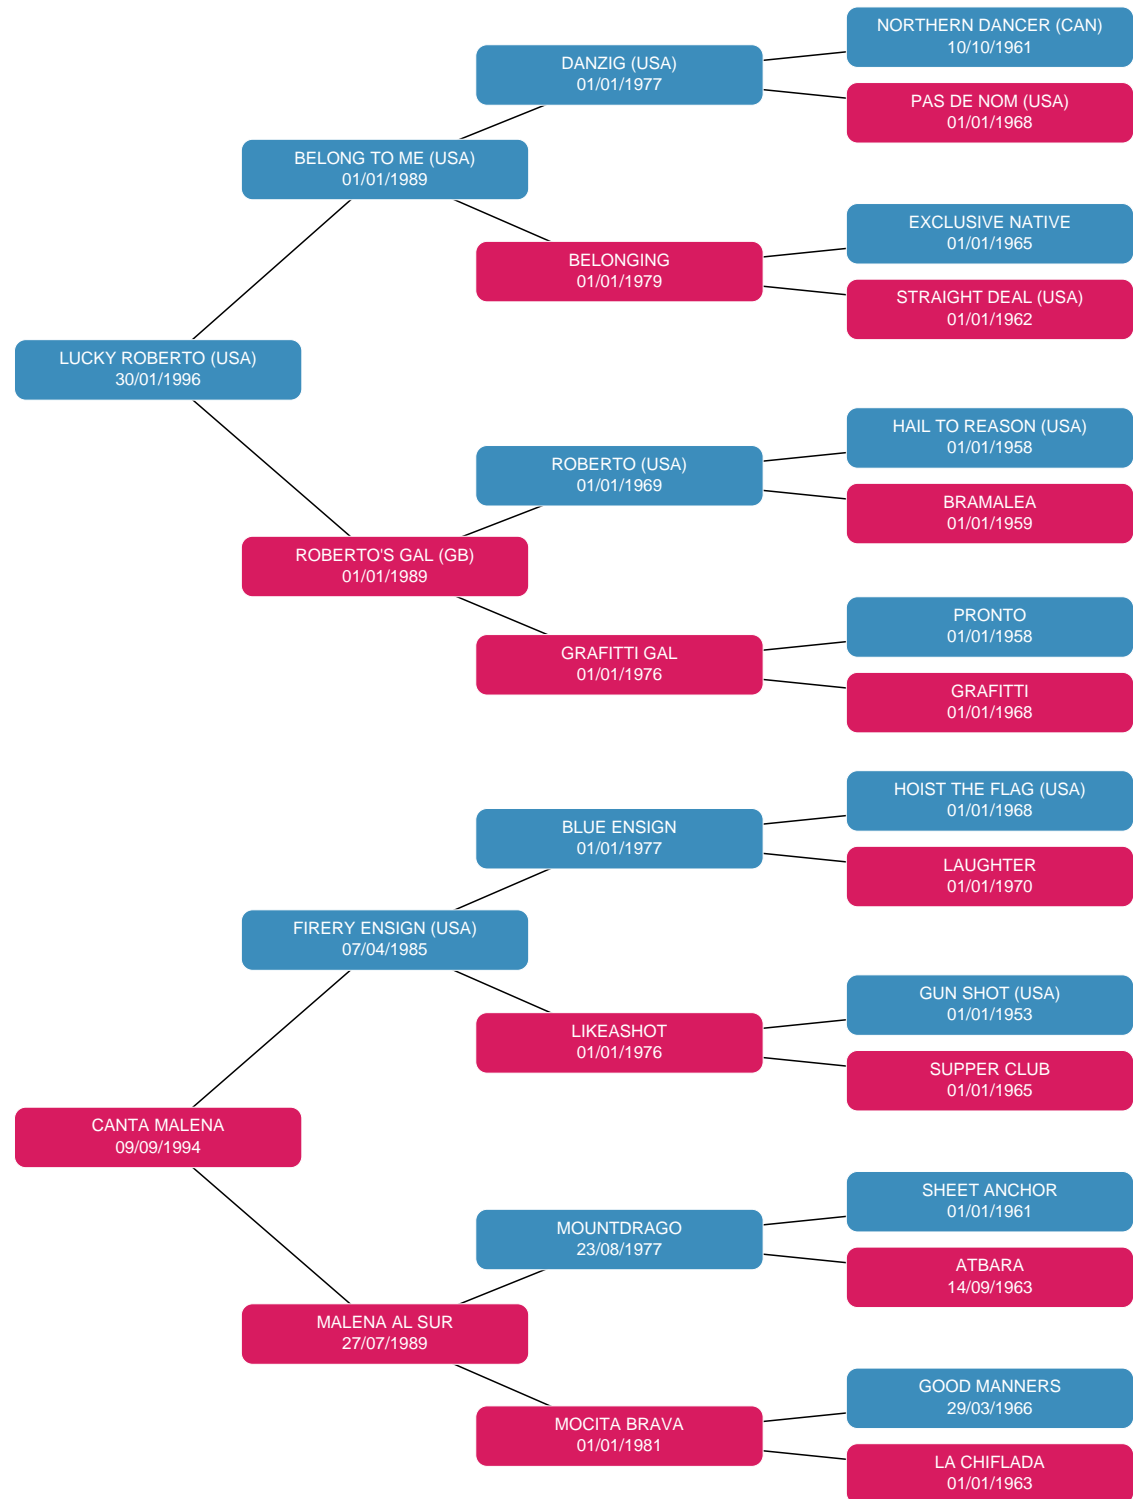 NORTHERN DANCER (CAN)
10/10/1961
DANZIG (USA)
01/01/1977
PAS DE NOM (USA)
01/01/1968
BELONG TO ME (USA)
01/01/1989
EXCLUSIVE NATIVE
01/01/1965
BELONGING
01/01/1979
STRAIGHT DEAL (USA)
01/01/1962
LUCKY ROBERTO (USA)
30/01/1996
HAIL TO REASON (USA)
01/01/1958
ROBERTO (USA)
01/01/1969
BRAMALEA
01/01/1959
ROBERTO'S GAL (GB)
01/01/1989
PRONTO
01/01/1958
GRAFITTI GAL
01/01/1976
GRAFITTI
01/01/1968
HOIST THE FLAG (USA)
01/01/1968
BLUE ENSIGN
01/01/1977
LAUGHTER
01/01/1970
FIRERY ENSIGN (USA)
07/04/1985
GUN SHOT (USA)
01/01/1953
LIKEASHOT
01/01/1976
SUPPER CLUB
01/01/1965
CANTA MALENA
09/09/1994
SHEET ANCHOR
01/01/1961
MOUNTDRAGO
23/08/1977
ATBARA
14/09/1963
MALENA AL SUR
27/07/1989
GOOD MANNERS
29/03/1966
MOCITA BRAVA
01/01/1981
LA CHIFLADA
01/01/1963